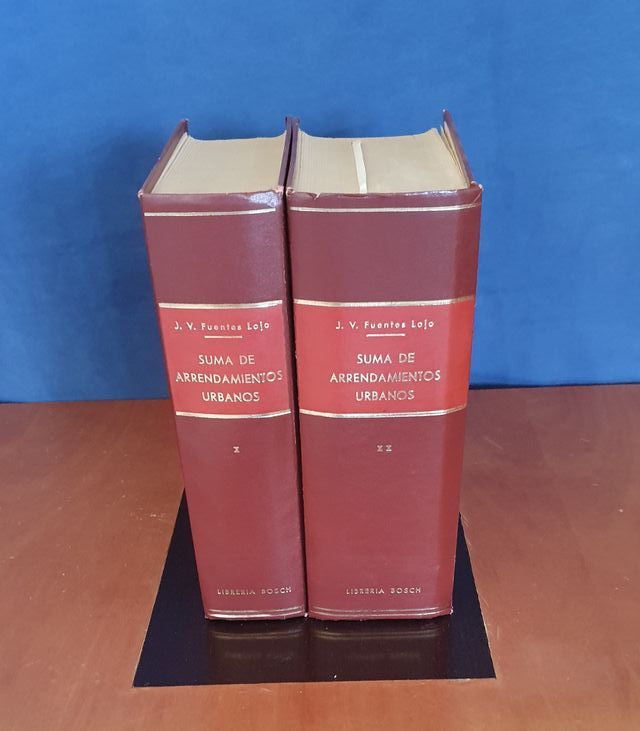 J. V. Fuentes Lojo
SUMA DE
ARRENDAMIENTOS
URBANOS
I
LIBRERIA BOSCH
J. V. Fuentes Lojo
SUMA DE
ARRENDAMIENTOS
URBANOS
II
LIBRERIA BOSCH